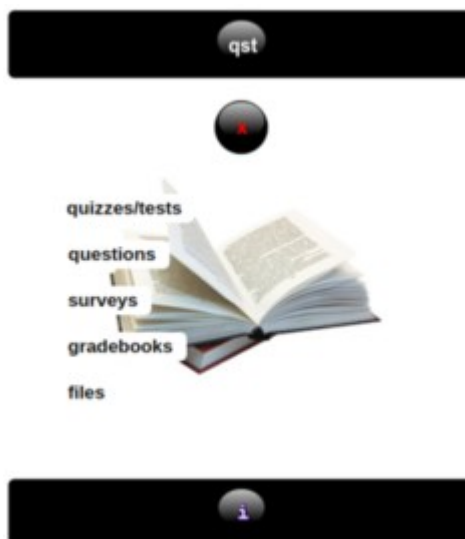 qst
x
quizzes/tests
questions
surveys
gradebooks
files
i